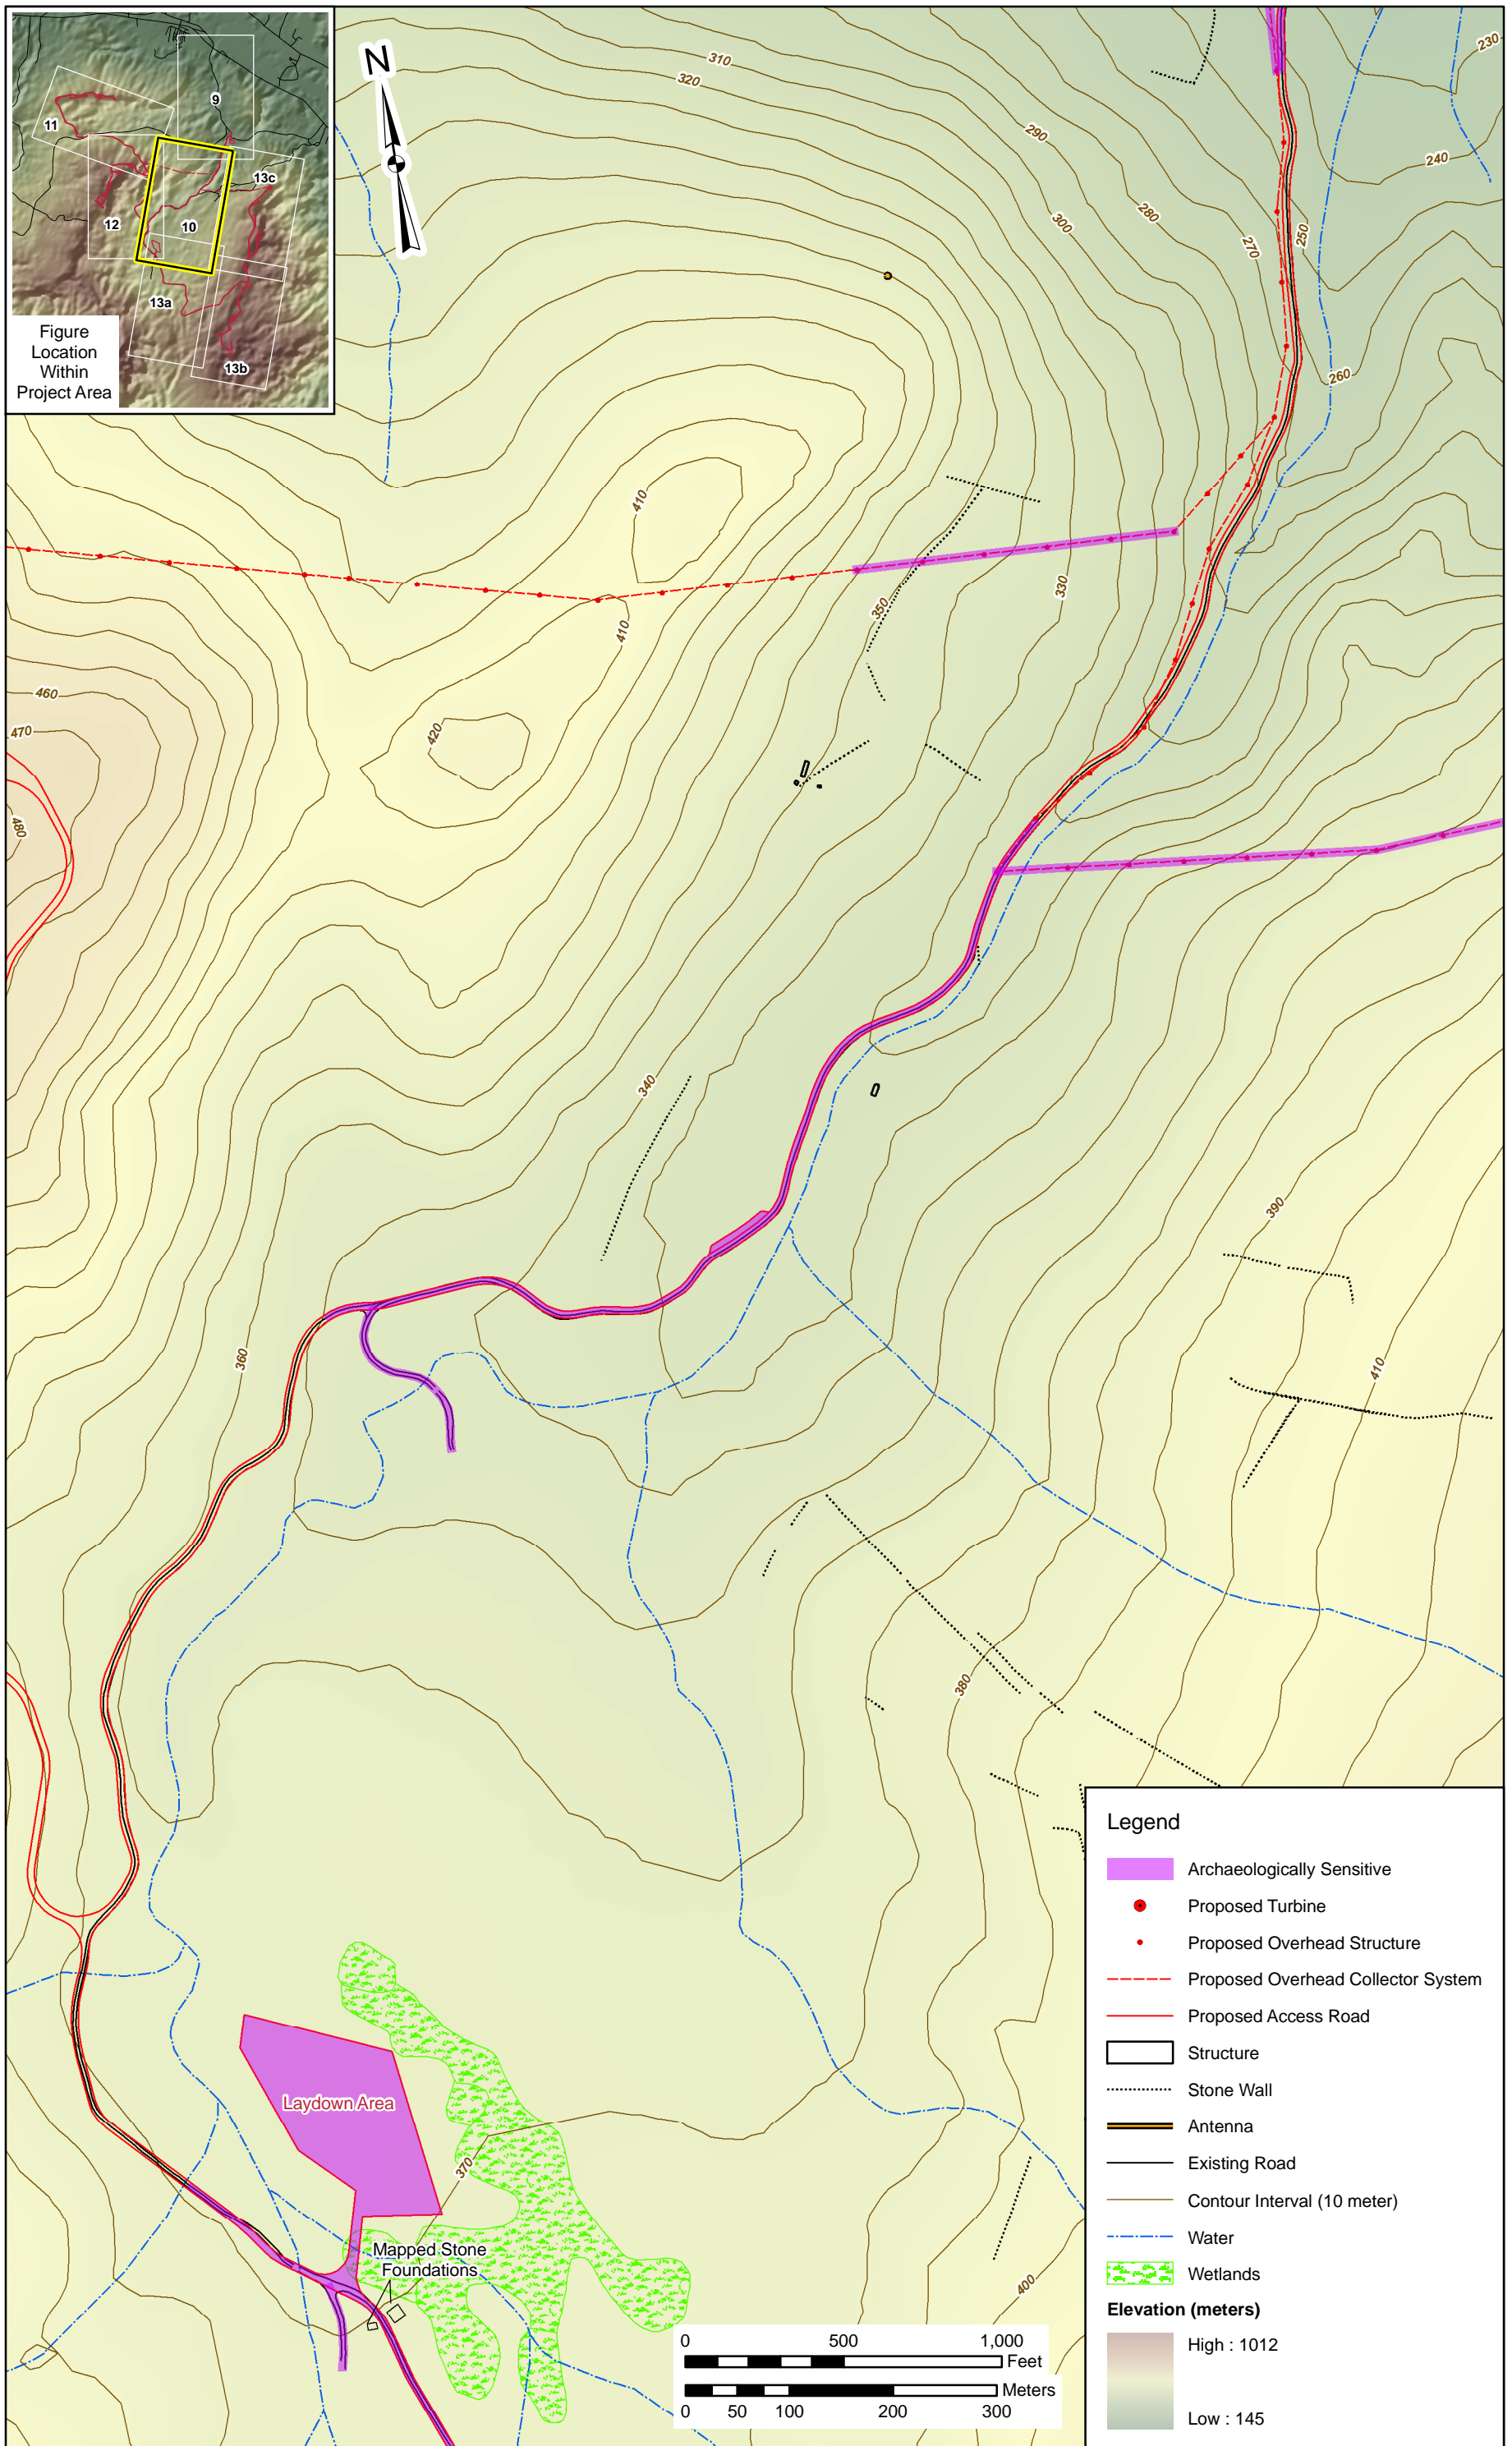 9
11
13c
12
10
13a
13b
Figure
Location
Within
Project Area
N
310
320
230
290
240
300
280
270
250
260
410
330
350
410
460
470
420
480
340
390
360
410
380
Laydown Area
370
Mapped Stone
Foundations
400
0 500 1,000
Feet
Meters
0 50 100 200 300
Legend
Archaeologically Sensitive
Proposed Turbine
Proposed Overhead Structure
Proposed Overhead Collector System
Proposed Access Road
Structure
Stone Wall
Antenna
Existing Road
Contour Interval (10 meter)
Water
Wetlands
Elevation (meters)
High : 1012
Low : 145